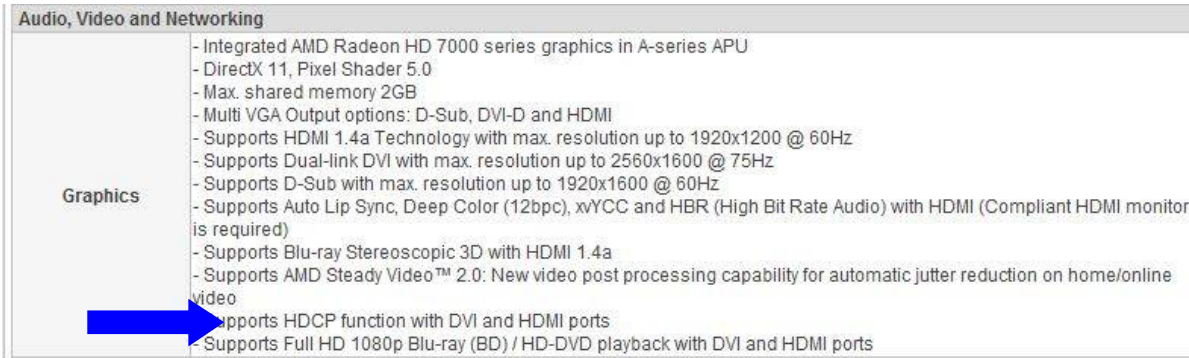 Audio, Video and Networking
Graphics
- Integrated AMD Radeon HD 7000 series graphics in A-series APU
- DirectX 11, Pixel Shader 5.0
- Max. shared memory 2GB
- Multi VGA Output options: D-Sub, DVI-D and HDMI
- Supports HDMI 1.4a Technology with max. resolution up to 1920x1200 @ 60Hz
- Supports Dual-link DVI with max. resolution up to 2560x1600 @ 75Hz
- Supports D-Sub with max. resolution up to 1920x1600 @ 60Hz
- Supports Auto Lip Sync, Deep Color (12bpc), xvYCC and HBR (High Bit Rate Audio) with HDMI (Compliant HDMI monitor
is required)
- Supports Blu-ray Stereoscopic 3D with HDMI 1.4a
- Supports AMD Steady Video™ 2.0: New video post processing capability for automatic jutter reduction on home/online
video
upports HDCP function with DVI and HDMI ports
- Supports Full HD 1080p Blu-ray (BD) / HD-DVD playback with DVI and HDMI ports